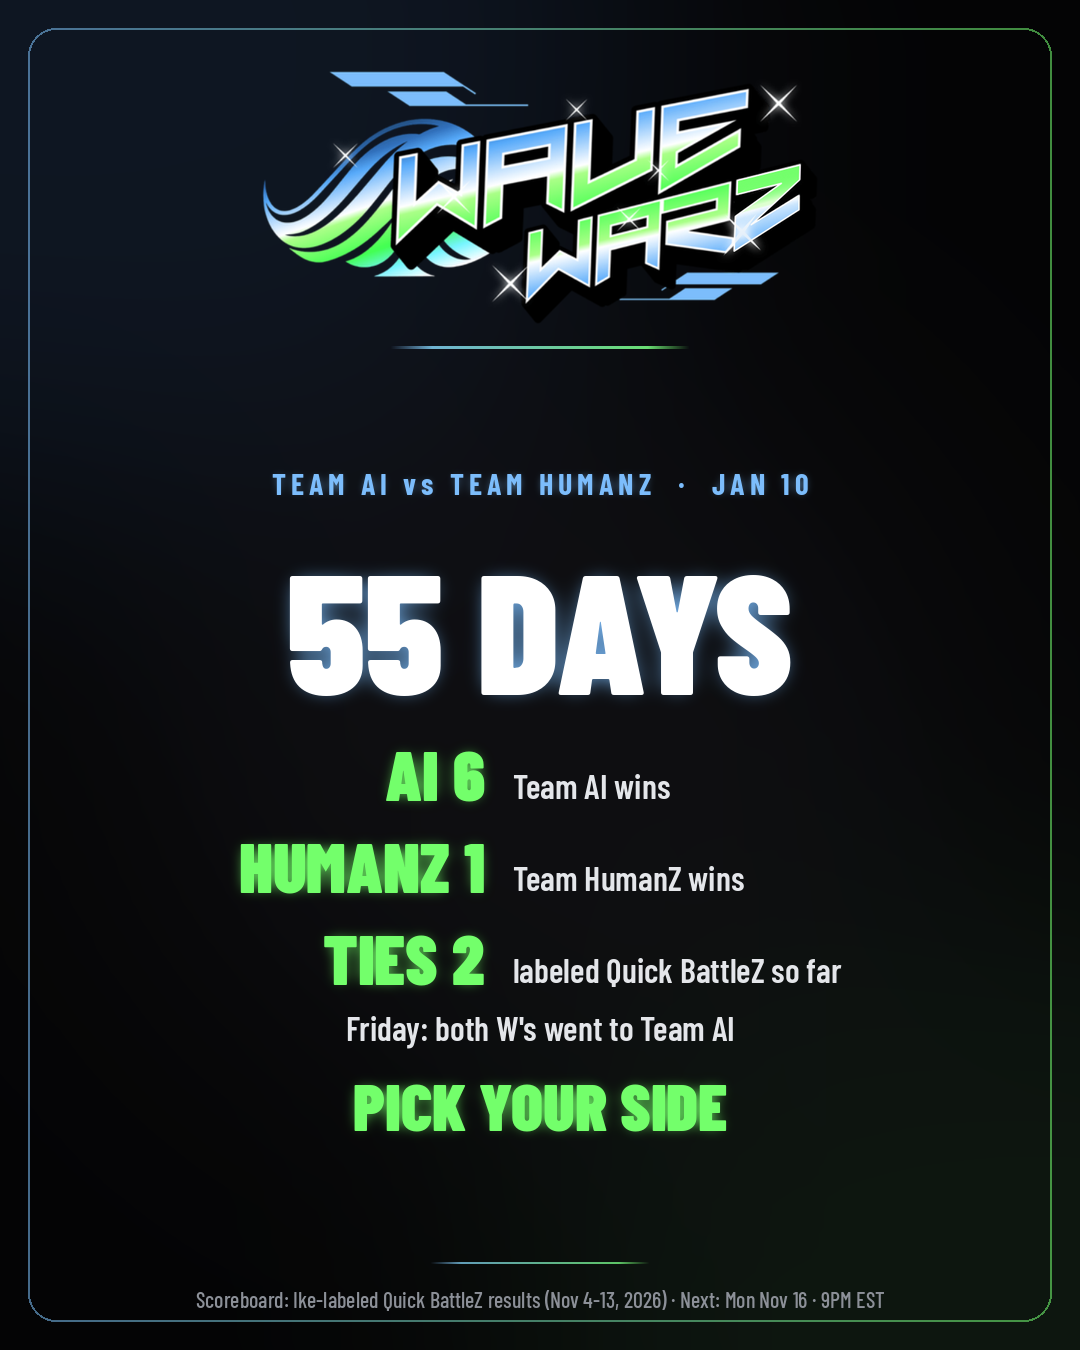 WAVE
WARZ
TEAM AI vs TEAM HUMANZ · JAN 10
55 DAYS
AI 6 Team AI wins
HUMANZ 1 Team HumanZ wins
TIES 2 labeled Quick BattleZ so far
Friday: both W's went to Team AI
PICK YOUR SIDE
Scoreboard: Ike-labeled Quick BattleZ results (Nov 4-13, 2026) · Next: Mon Nov 16 · 9PM EST